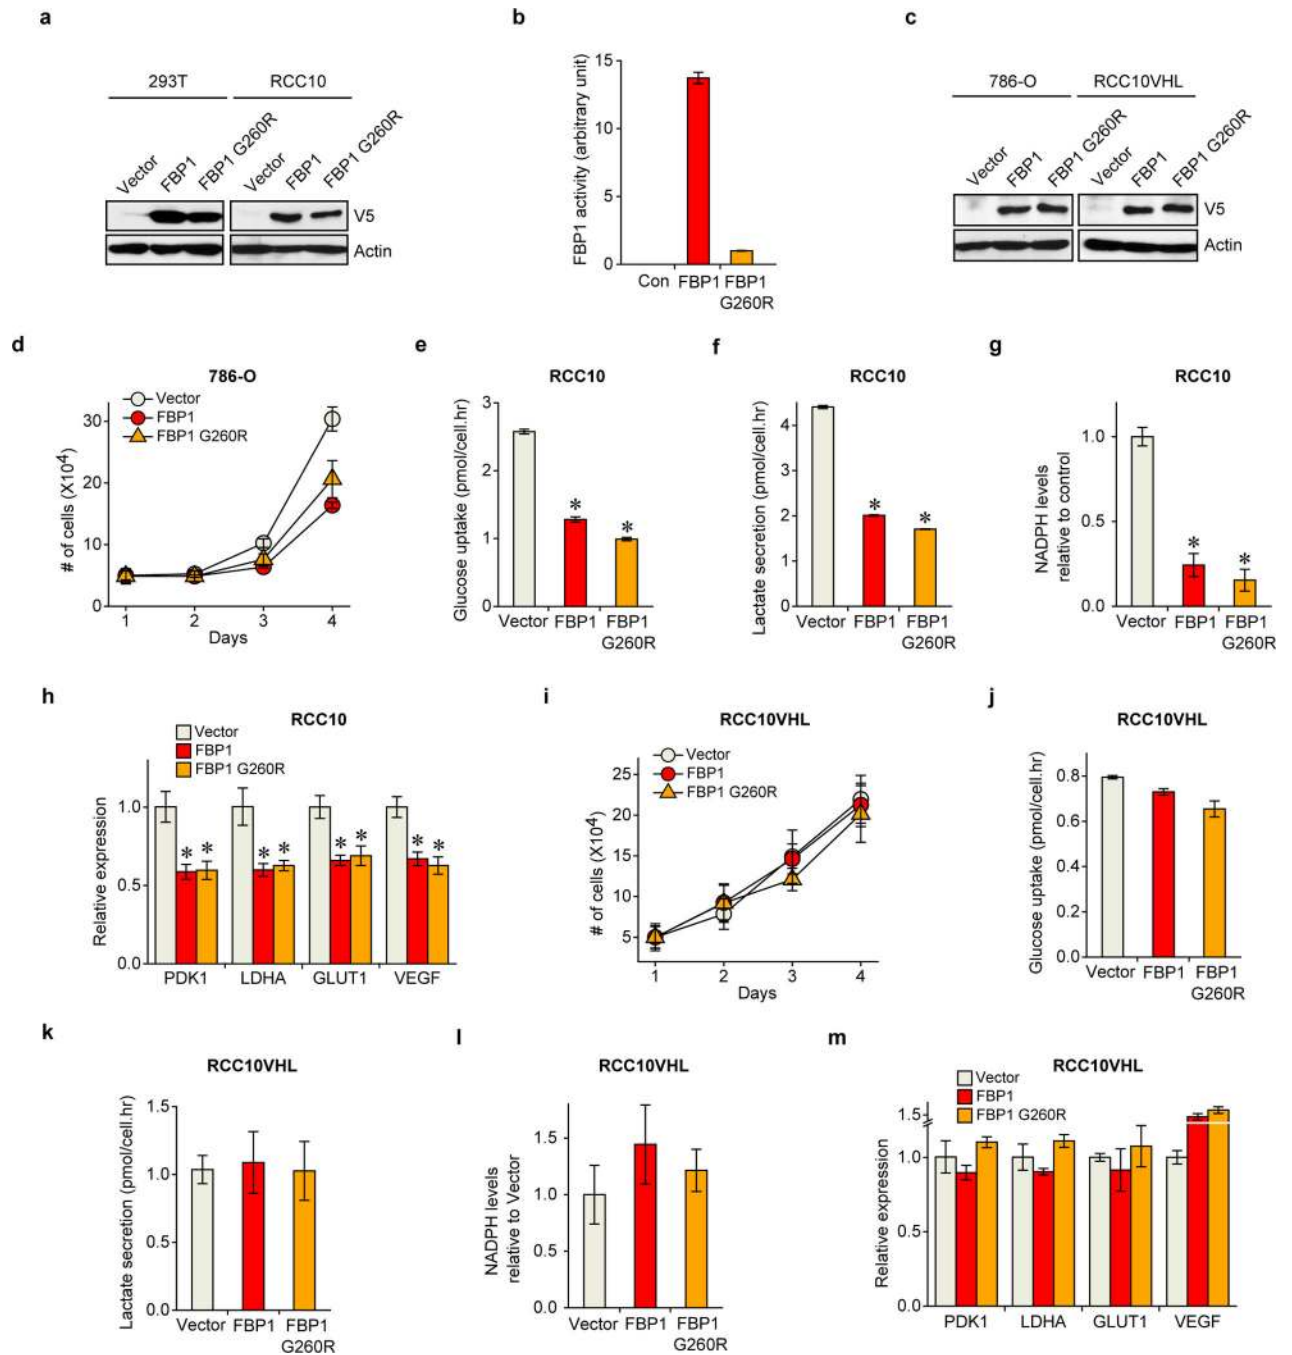 a
293T
RCC10
Vector
FBP1
FBP1 G260R
Vector
FBP1
FBP1 G260R
V5
Actin
b
FBP1 activity (arbitrary unit)
15
10
5
0
Con
FBP1
FBP1
G260R
c
786-O
RCC10VHL
Vector
FBP1
FBP1 G260R
Vector
FBP1
FBP1 G260R
V5
Actin
d
786-O
Vector
FBP1
FBP1 G260R
# of cells (X10⁴)
30
20
10
0
1 2 3 4
Days
e
RCC10
Glucose uptake (pmol/cell.hr)
3
2
1
0
* *
Vector FBP1 FBP1
G260R
f
RCC10
Lactate secretion (pmol/cell.hr)
4
2
0
* *
Vector FBP1 FBP1
G260R
g
RCC10
NADPH levels
relative to control
1.0
0.5
0.0
* *
Vector FBP1 FBP1
G260R
h
RCC10
Vector
FBP1
FBP1 G260R
Relative expression
1.0
0.5
0.0
* * * * * * * *
PDK1 LDHA GLUT1 VEGF
i
RCC10VHL
Vector
FBP1
FBP1 G260R
# of cells (X10⁴)
25
20
15
10
5
1 2 3 4
Days
j
RCC10VHL
Glucose uptake (pmol/cell.hr)
0.8
0.6
0.4
0.2
0.0
Vector FBP1 FBP1
G260R
k
RCC10VHL
Lactate secretion (pmol/cell.hr)
1.5
1.0
0.5
0.0
Vector FBP1 FBP1
G260R
l
RCC10VHL
NADPH levels
relative to Vector
1.5
1.0
0.5
0.0
Vector FBP1 FBP1
G260R
m
RCC10VHL
Vector
FBP1
FBP1 G260R
Relative expression
1.5
1.0
0.5
0.0
PDK1 LDHA GLUT1 VEGF